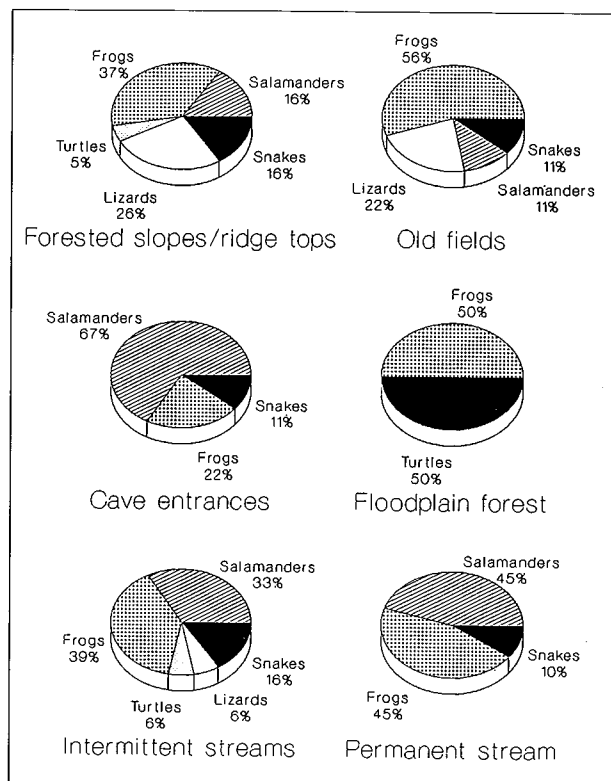 Frogs
37%
Salamanders
16%
Turtles
5%
Snakes
16%
Lizards
26%
Forested slopes/ridge tops
Frogs
56%
Snakes
11%
Lizards
22%
Salamanders
11%
Old fields
Salamanders
67%
Snakes
11%
Frogs
22%
Cave entrances
Frogs
50%
Turtles
50%
Floodplain forest
Salamanders
33%
Frogs
39%
Snakes
16%
Turtles
6%
Lizards
6%
Intermittent streams
Salamanders
45%
Snakes
10%
Frogs
45%
Permanent stream